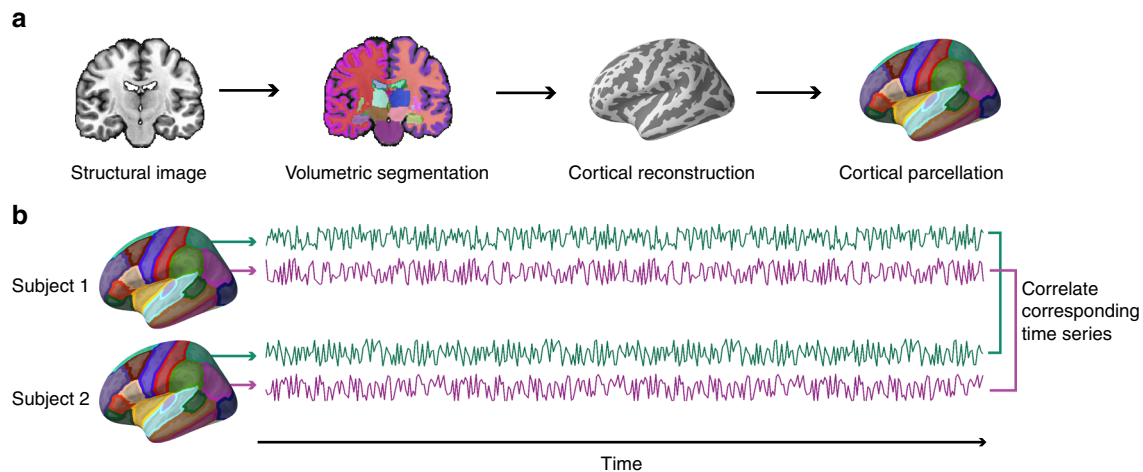 a
Structural image
Volumetric segmentation
Cortical reconstruction
Cortical parcellation
b
Subject 1
Subject 2
Correlate
corresponding
time series
Time